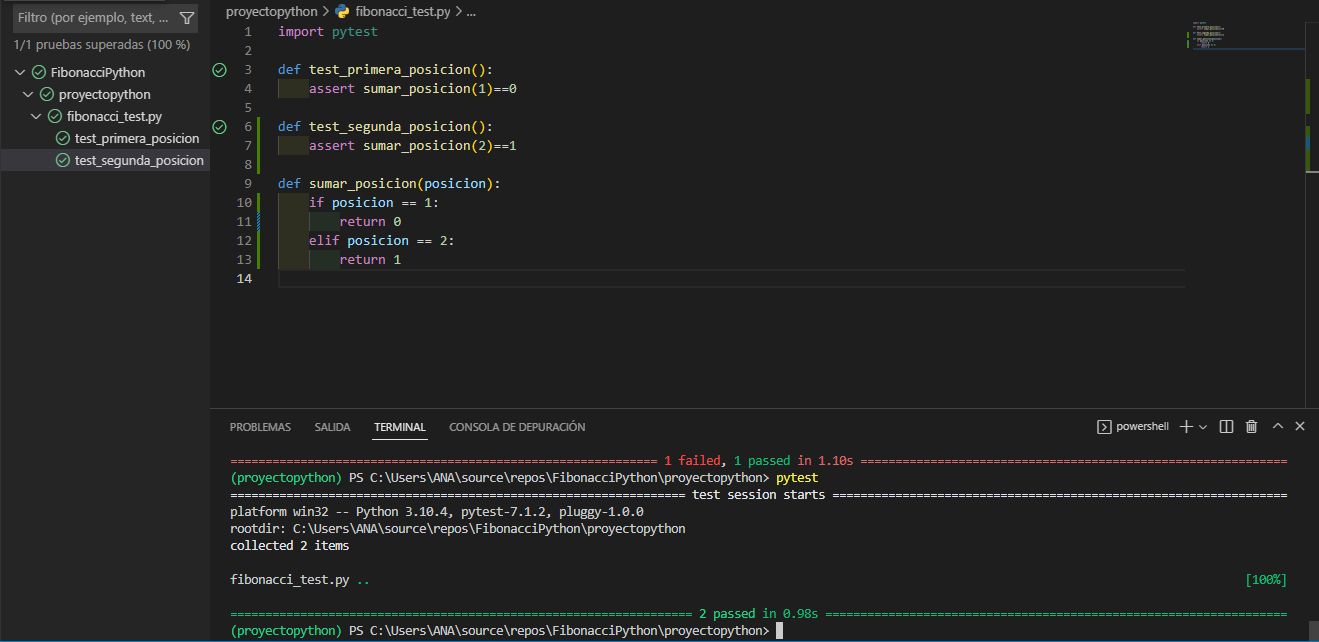 Filtro (por ejemplo, text, ...
1/1 pruebas superadas (100 %)
FibonacciPython
proyectopython
fibonacci_test.py
test_primera_posicion
test_segunda_posicion
proyectopython > fibonacci_test.py > ...
1 import pytest
2
3 def test_primera_posicion():
4 assert sumar_posicion(1)==0
5
6 def test_segunda_posicion():
7 assert sumar_posicion(2)==1
8
9 def sumar_posicion(posicion):
10 if posicion == 1:
11 return 0
12 elif posicion == 2:
13 return 1
14
PROBLEMAS SALIDA TERMINAL CONSOLA DE DEPURACIÓN powershell
============================================================= 1 failed, 1 passed in 1.10s =============================================================
(proyectopython) PS C:\Users\ANA\source\repos\FibonacciPython\proyectopython> pytest
================================================================= test session starts =================================================================
platform win32 -- Python 3.10.4, pytest-7.1.2, pluggy-1.0.0
rootdir: C:\Users\ANA\source\repos\FibonacciPython\proyectopython
collected 2 items
fibonacci_test.py .. [100%]
================================================================== 2 passed in 0.98s ==================================================================
(proyectopython) PS C:\Users\ANA\source\repos\FibonacciPython\proyectopython>